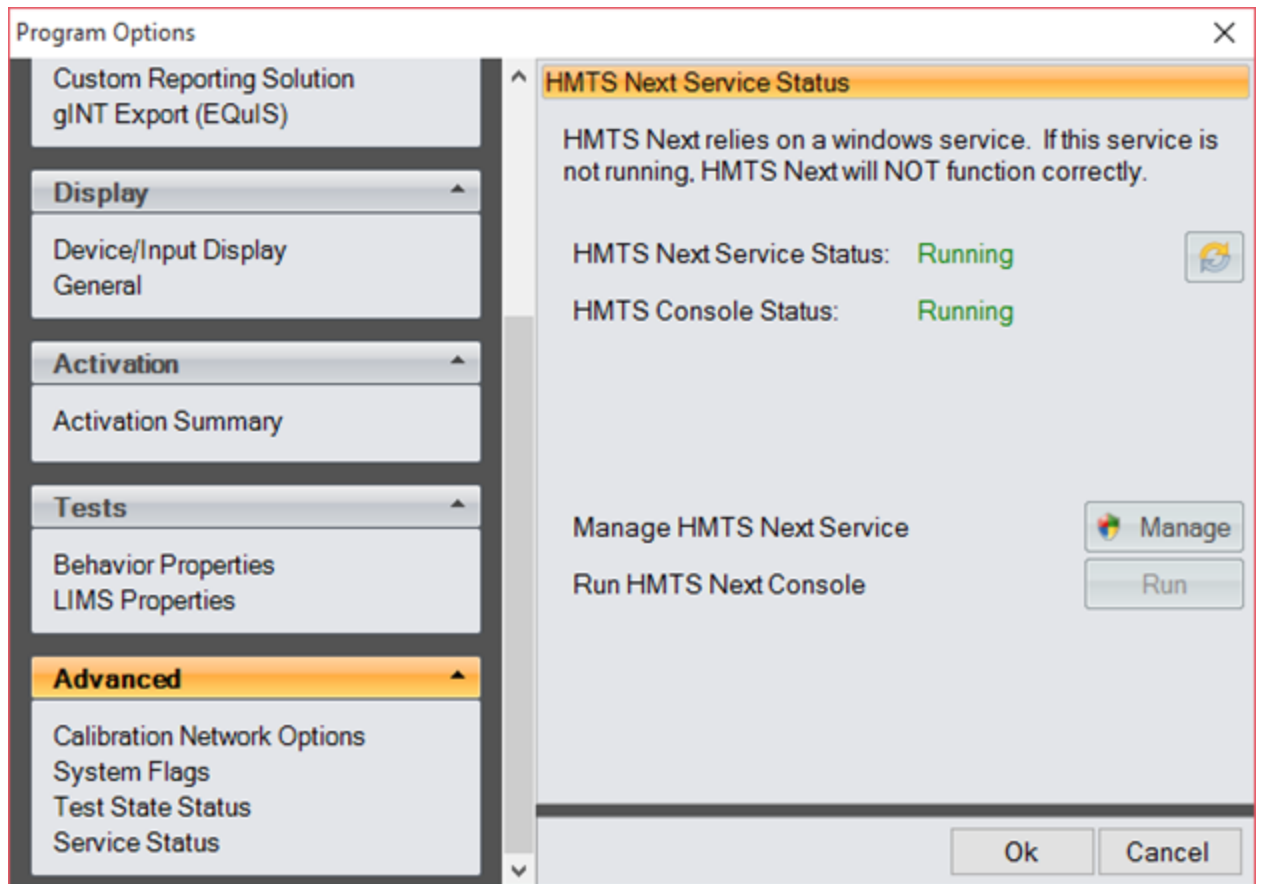 Program Options
Custom Reporting Solution
gINT Export (EQuIS)
Display
Device/Input Display
General
Activation
Activation Summary
Tests
Behavior Properties
LIMS Properties
Advanced
Calibration Network Options
System Flags
Test State Status
Service Status
HMTS Next Service Status
HMTS Next relies on a windows service. If this service is
not running, HMTS Next will NOT function correctly.
HMTS Next Service Status: Running
HMTS Console Status: Running
Manage HMTS Next Service Manage
Run HMTS Next Console Run
Ok Cancel